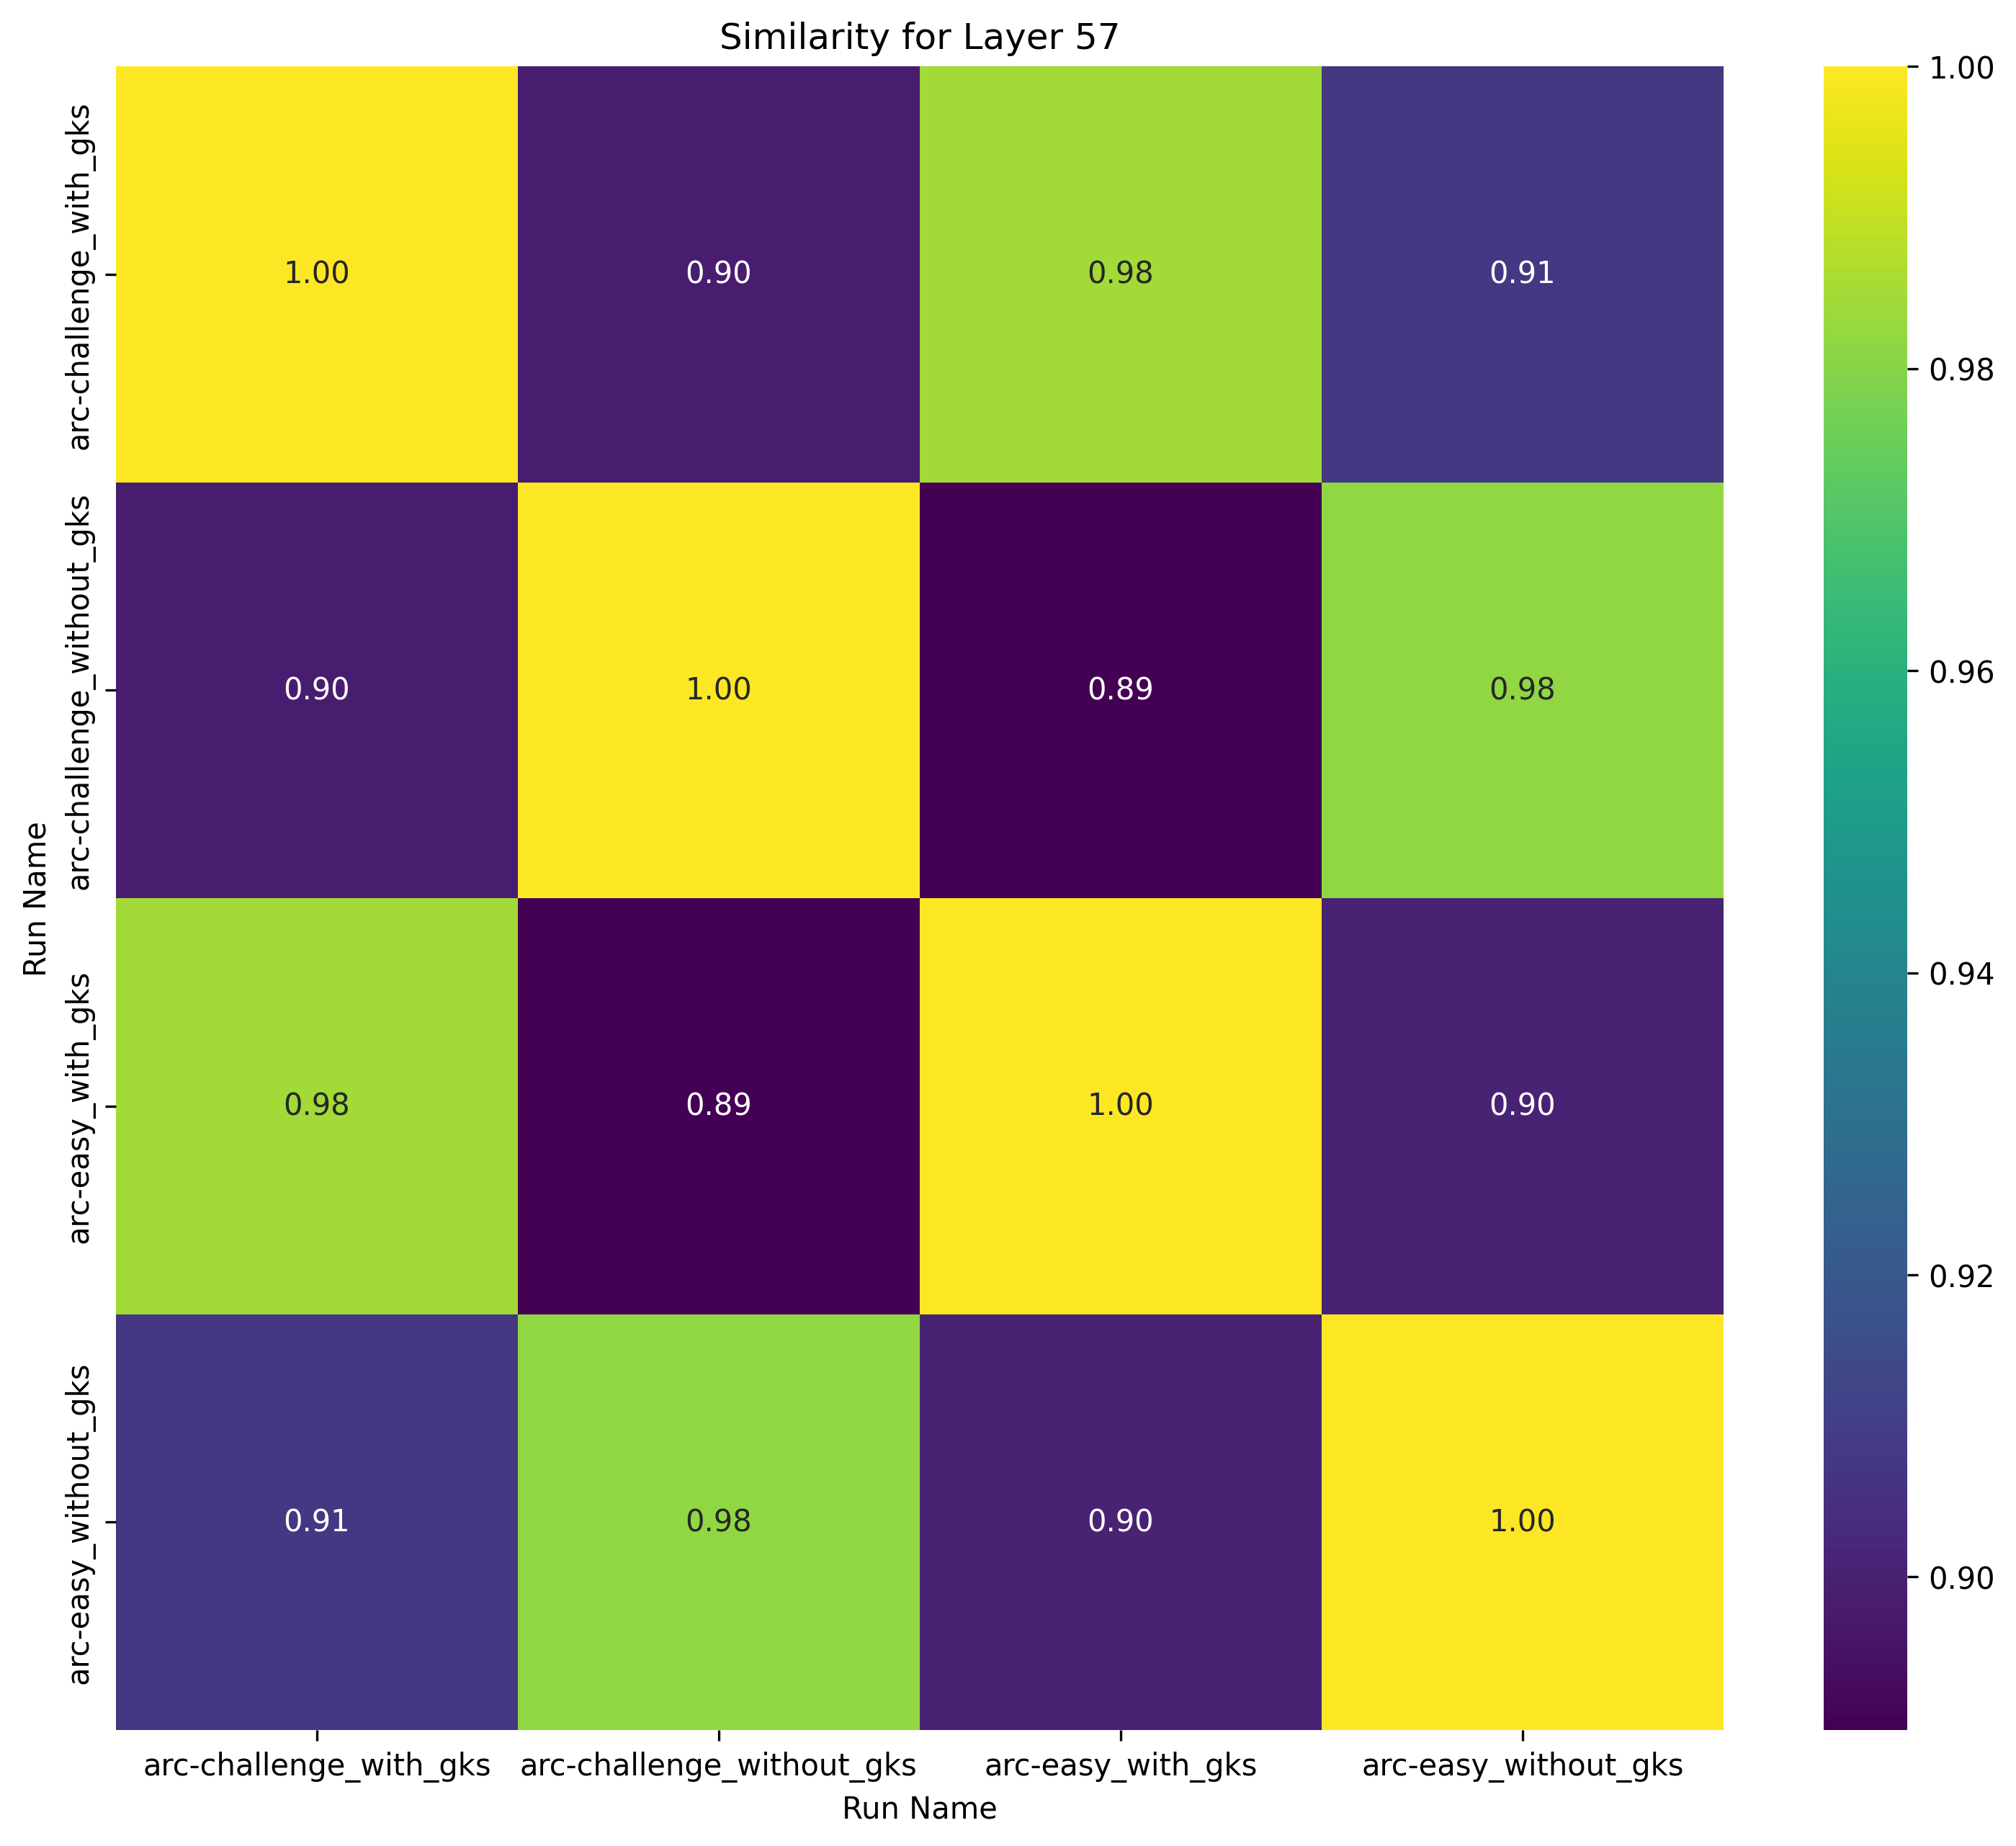 Similarity for Layer 57
Run Name
arc-challenge_with_gks
1.00 0.90 0.98 0.91
arc-challenge_without_gks
0.90 1.00 0.89 0.98
arc-easy_with_gks
0.98 0.89 1.00 0.90
arc-easy_without_gks
0.91 0.98 0.90 1.00
arc-challenge_with_gks arc-challenge_without_gks arc-easy_with_gks arc-easy_without_gks
Run Name
1.00
0.98
0.96
0.94
0.92
0.90